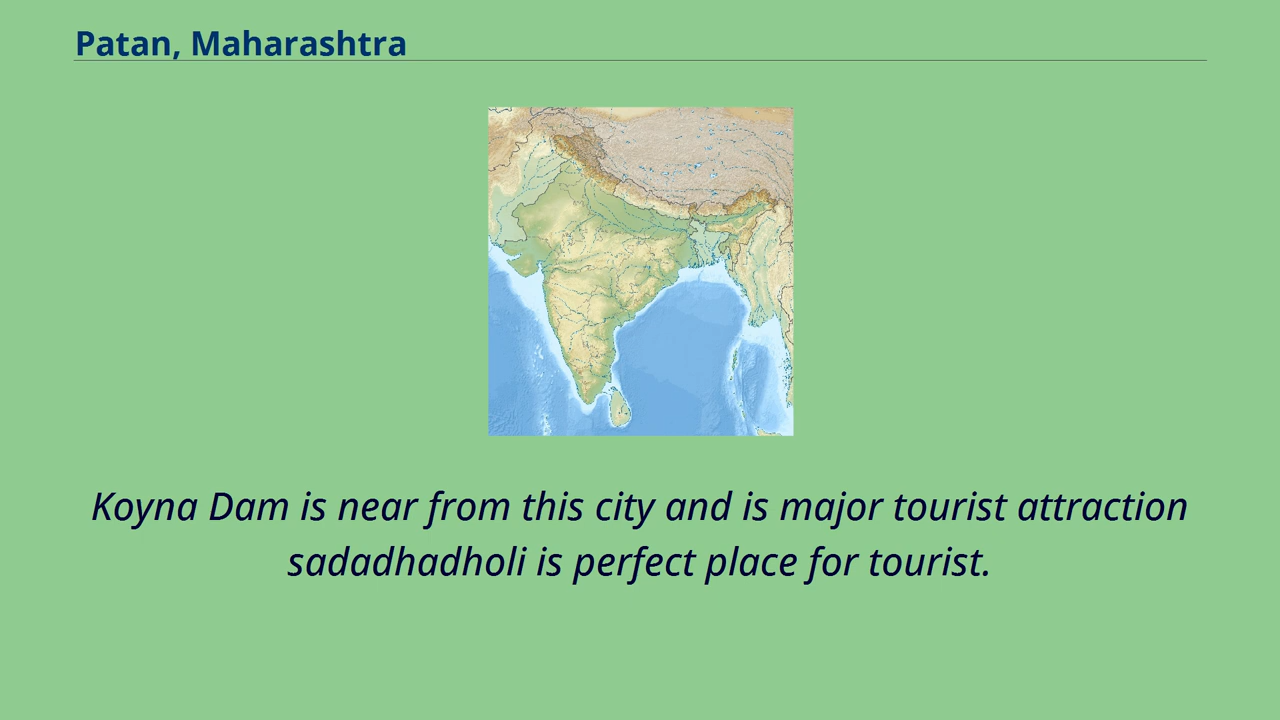 Patan, Maharashtra
Koyna Dam is near from this city and is major tourist attraction
sadadhadholi is perfect place for tourist.